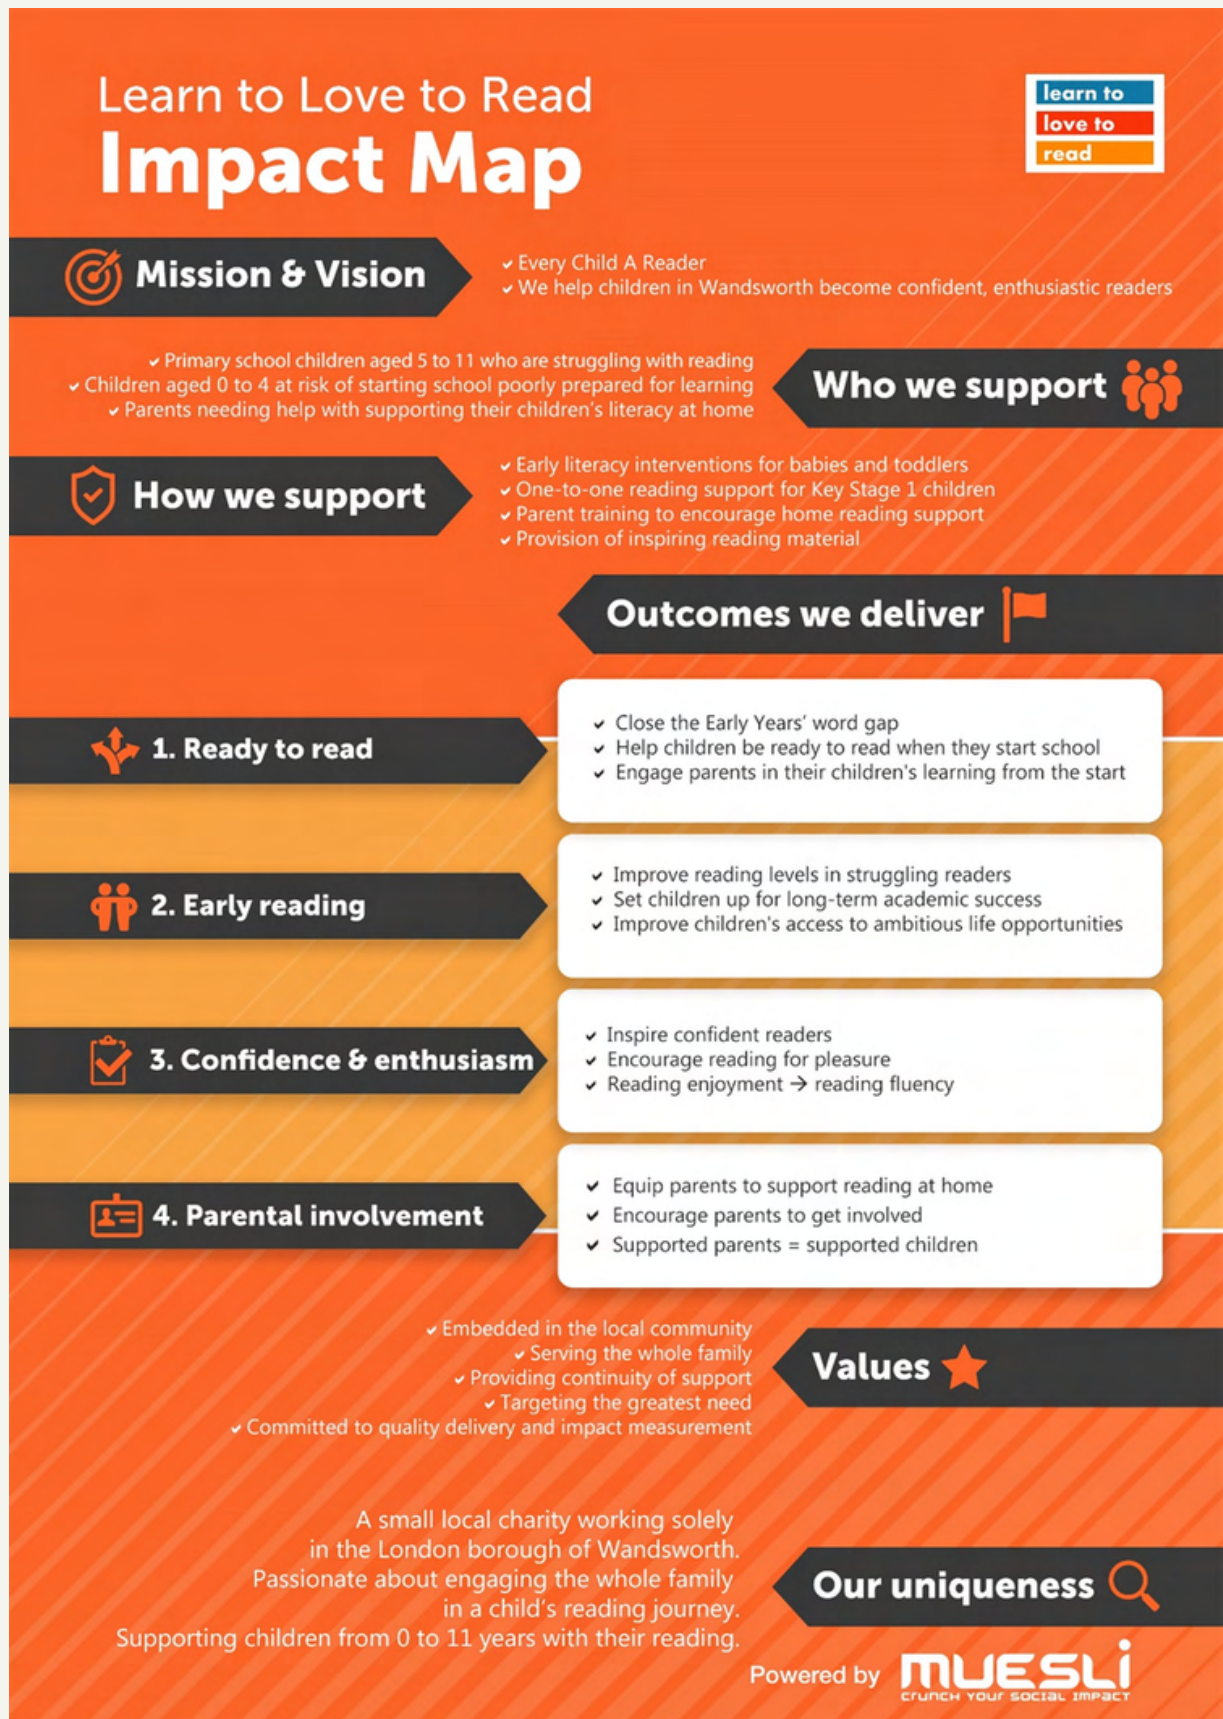 Learn to Love to Read
Impact Map
learn to
love to
read
Mission & Vision
✓ Every Child A Reader
✓ We help children in Wandsworth become confident, enthusiastic readers
✓ Primary school children aged 5 to 11 who are struggling with reading
✓ Children aged 0 to 4 at risk of starting school poorly prepared for learning
✓ Parents needing help with supporting their children's literacy at home
Who we support
How we support
✓ Early literacy interventions for babies and toddlers
✓ One-to-one reading support for Key Stage 1 children
✓ Parent training to encourage home reading support
✓ Provision of inspiring reading material
Outcomes we deliver
1. Ready to read
✓ Close the Early Years' word gap
✓ Help children be ready to read when they start school
✓ Engage parents in their children's learning from the start
2. Early reading
✓ Improve reading levels in struggling readers
✓ Set children up for long-term academic success
✓ Improve children's access to ambitious life opportunities
3. Confidence & enthusiasm
✓ Inspire confident readers
✓ Encourage reading for pleasure
✓ Reading enjoyment → reading fluency
4. Parental involvement
✓ Equip parents to support reading at home
✓ Encourage parents to get involved
✓ Supported parents = supported children
✓ Embedded in the local community
✓ Serving the whole family
✓ Providing continuity of support
✓ Targeting the greatest need
✓ Committed to quality delivery and impact measurement
Values
A small local charity working solely
in the London borough of Wandsworth.
Passionate about engaging the whole family
in a child's reading journey.
Supporting children from 0 to 11 years with their reading.
Our uniqueness
Powered by MUESLi
CRUNCH YOUR SOCIAL IMPACT